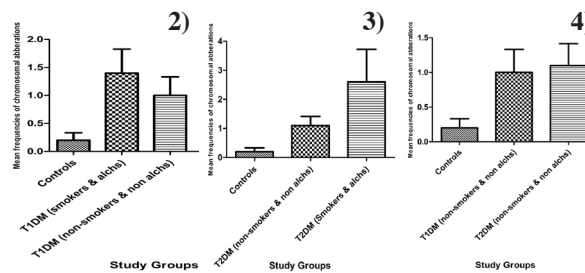 2)
Mean frequencies of chromosomal abberations
2.0
1.5
1.0
0.5
0.0
Controls
T1DM (smokers & alchs)
T1DM (non-smokers & non alchs)
Study Groups
3)
Mean frequencies of chromosomal abberations
4
3
2
1
0
Controls
T2DM (non-smokers & non alchs)
T2DM (Smokers & alchs)
Study Groups
4)
Mean frequencies of chromosomal abberations
1.5
1.0
0.5
0.0
Controls
T1DM (non-smokers & non alchs)
T2DM (non-smokers & non alchs)
Study Groups